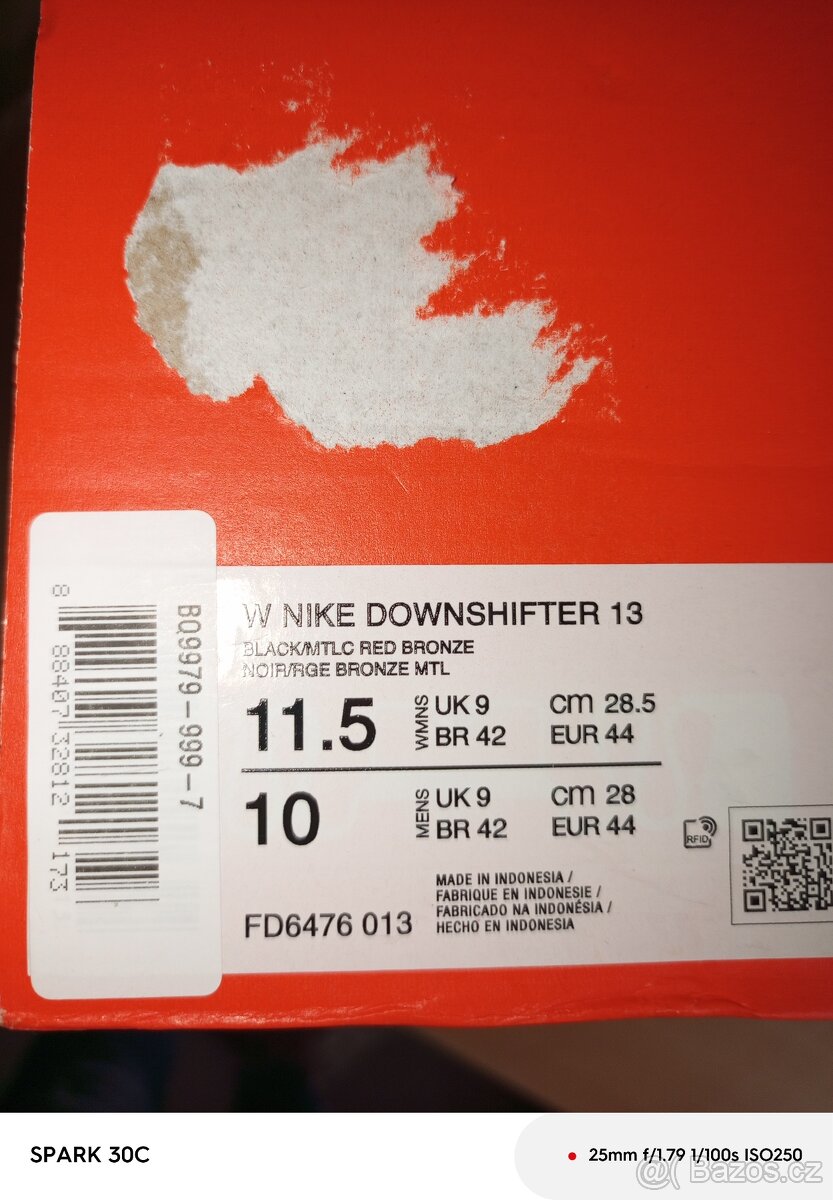 W NIKE DOWNSHIFTER 13
BLACK/MTLC RED BRONZE
NOIR/RGE BRONZE MTL
11.5
WMNS
UK 9
CM 28.5
BR 42
EUR 44
10
MENS
UK 9
CM 28
BR 42
EUR 44
RFID
MADE IN INDONESIA /
FABRIQUE EN INDONESIE /
FABRICADO NA INDONÉSIA /
HECHO EN INDONESIA
FD6476 013
BQ9979-999-7
8 88407 32812 173
SPARK 30C
25mm f/1.79 1/100s ISO250
@( Bazos.cz